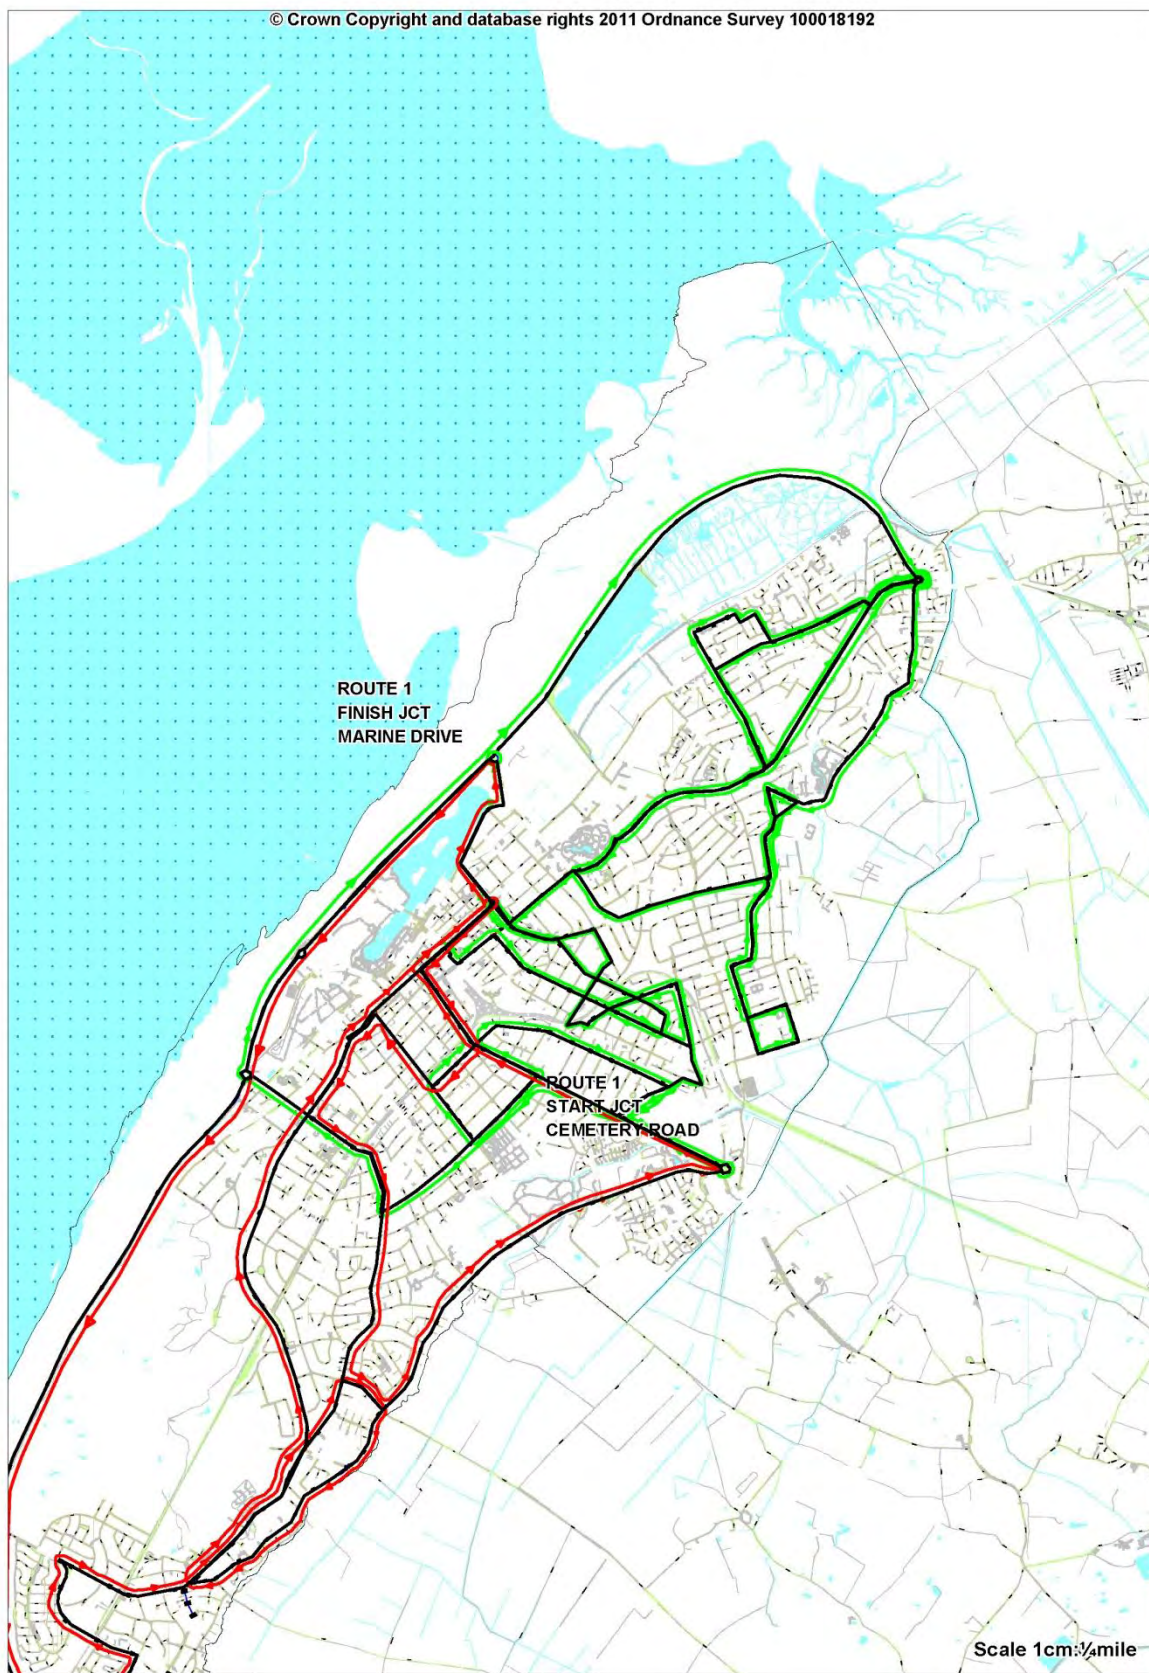 © Crown Copyright and database rights 2011 Ordnance Survey 100018192
ROUTE 1
FINISH JCT
MARINE DRIVE
ROUTE 1
START JCT
CEMETERY ROAD
Scale 1cm:¼mile